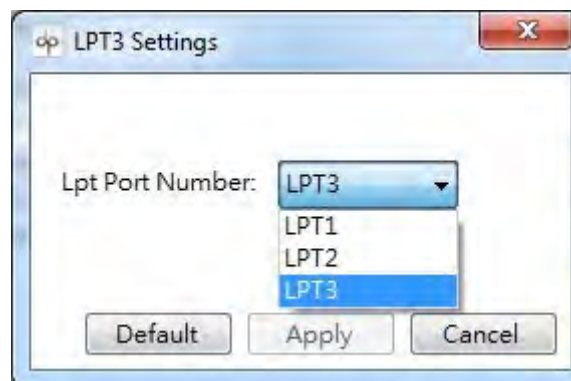 LPT3 Settings
Lpt Port Number: LPT3
LPT1
LPT2
LPT3
Default Apply Cancel